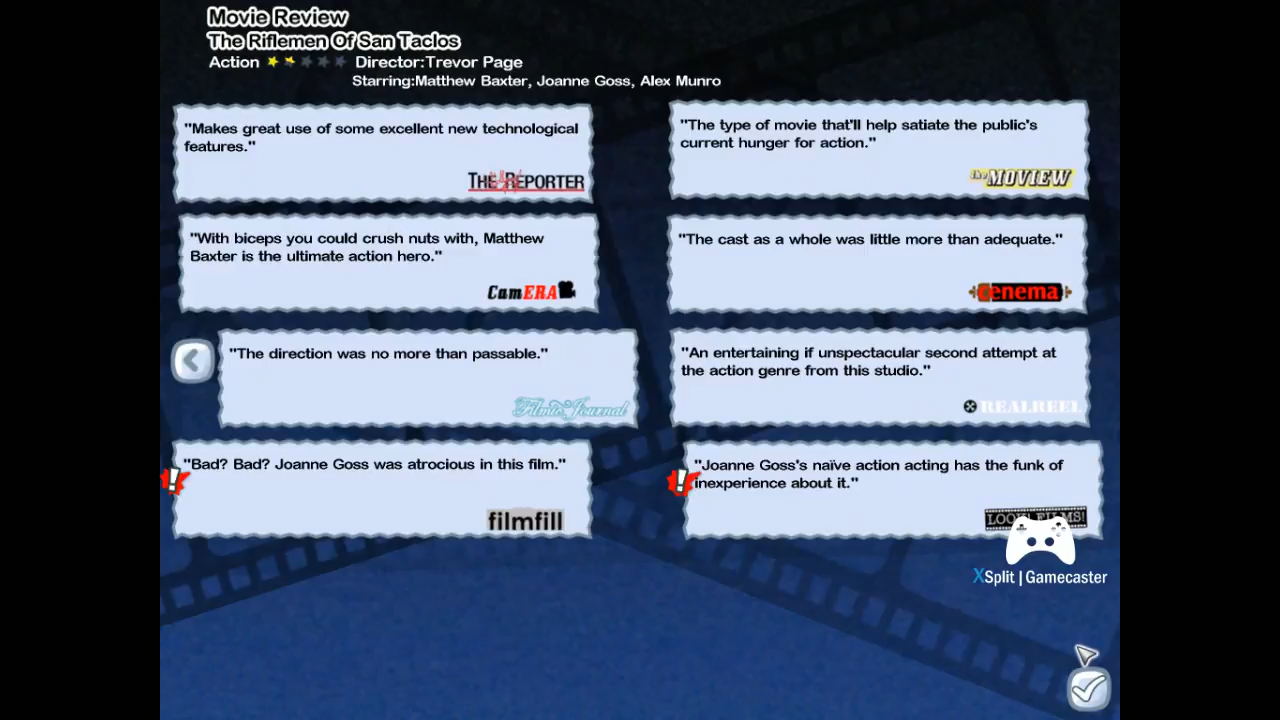 Movie Review
The Riflemen Of San Taclos
Action Director:Trevor Page
Starring:Matthew Baxter, Joanne Goss, Alex Munro
"Makes great use of some excellent new technological
features."
THE REPORTER
"The type of movie that'll help satiate the public's
current hunger for action."
The MOVIEW
"With biceps you could crush nuts with, Matthew
Baxter is the ultimate action hero."
CamERA
"The cast as a whole was little more than adequate."
cenema
"The direction was no more than passable."
Filmic Journal
"An entertaining if unspectacular second attempt at
the action genre from this studio."
REALREEL
"Bad? Bad? Joanne Goss was atrocious in this film."
filmfill
"Joanne Goss's naïve action acting has the funk of
inexperience about it."
LOOK! FILMS!
XSplit | Gamecaster